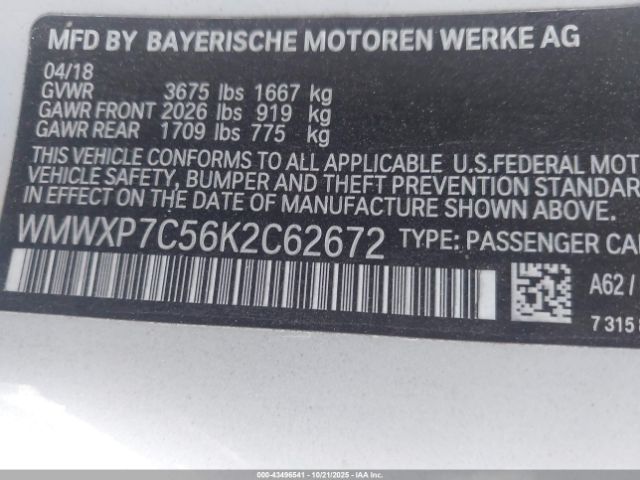 MFD BY BAYERISCHE MOTOREN WERKE AG
04/18
GVWR 3675 lbs 1667 kg
GAWR FRONT 2026 lbs 919 kg
GAWR REAR 1709 lbs 775 kg
THIS VEHICLE CONFORMS TO ALL APPLICABLE U.S.FEDERAL MOT
VEHICLE SAFETY, BUMPER AND THEFT PREVENTION STANDARDS
IN EFFECT ON THE DATE OF MANUFACTURE SHOWN ABOVE.
WMWXP7C56K2C62672 TYPE: PASSENGER CA
A62/
7 315
000-43496541 - 10/21/2025 - IAA Inc.